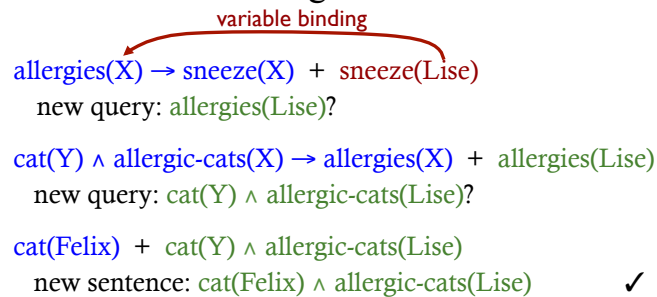 variable binding
allergies(X) → sneeze(X) + sneeze(Lise)
new query: allergies(Lise)?
cat(Y) ∧ allergic-cats(X) → allergies(X) + allergies(Lise)
new query: cat(Y) ∧ allergic-cats(Lise)?
cat(Felix) + cat(Y) ∧ allergic-cats(Lise)
new sentence: cat(Felix) ∧ allergic-cats(Lise) ✓